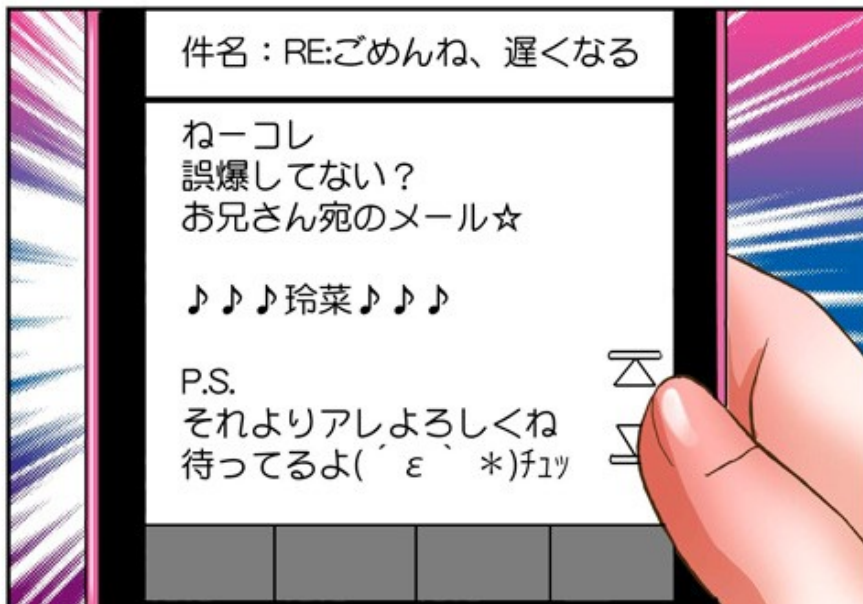 件名：RE:ごめんね、遅くなる
ねーコレ
誤爆してない？
お兄さん宛のメール☆
♪♪♪玲菜♪♪♪
P.S.
それよりアレよろしくね
待ってるよ(´ε｀*)ﾁｭｯ